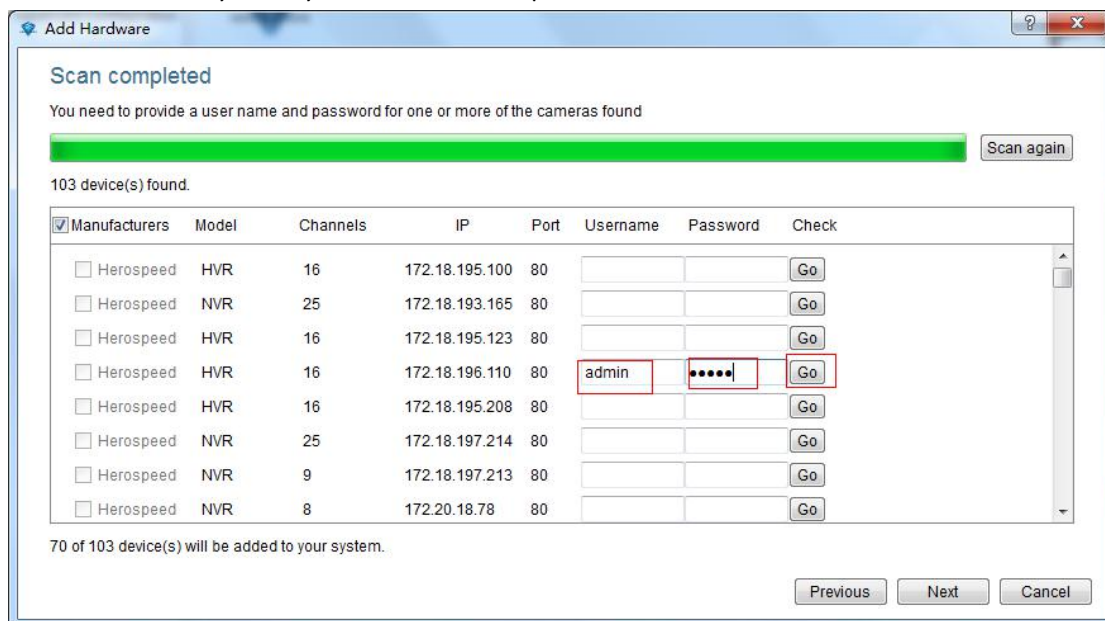 Add Hardware
Scan completed
You need to provide a user name and password for one or more of the cameras found
Scan again
103 device(s) found.
Manufacturers Model Channels IP Port Username Password Check
Herospeed HVR 16 172.18.195.100 80 Go
Herospeed NVR 25 172.18.193.165 80 Go
Herospeed HVR 16 172.18.195.123 80 Go
Herospeed HVR 16 172.18.196.110 80 admin ●●●●● Go
Herospeed HVR 16 172.18.195.208 80 Go
Herospeed NVR 25 172.18.197.214 80 Go
Herospeed NVR 9 172.18.197.213 80 Go
Herospeed NVR 8 172.20.18.78 80 Go
70 of 103 device(s) will be added to your system.
Previous Next Cancel